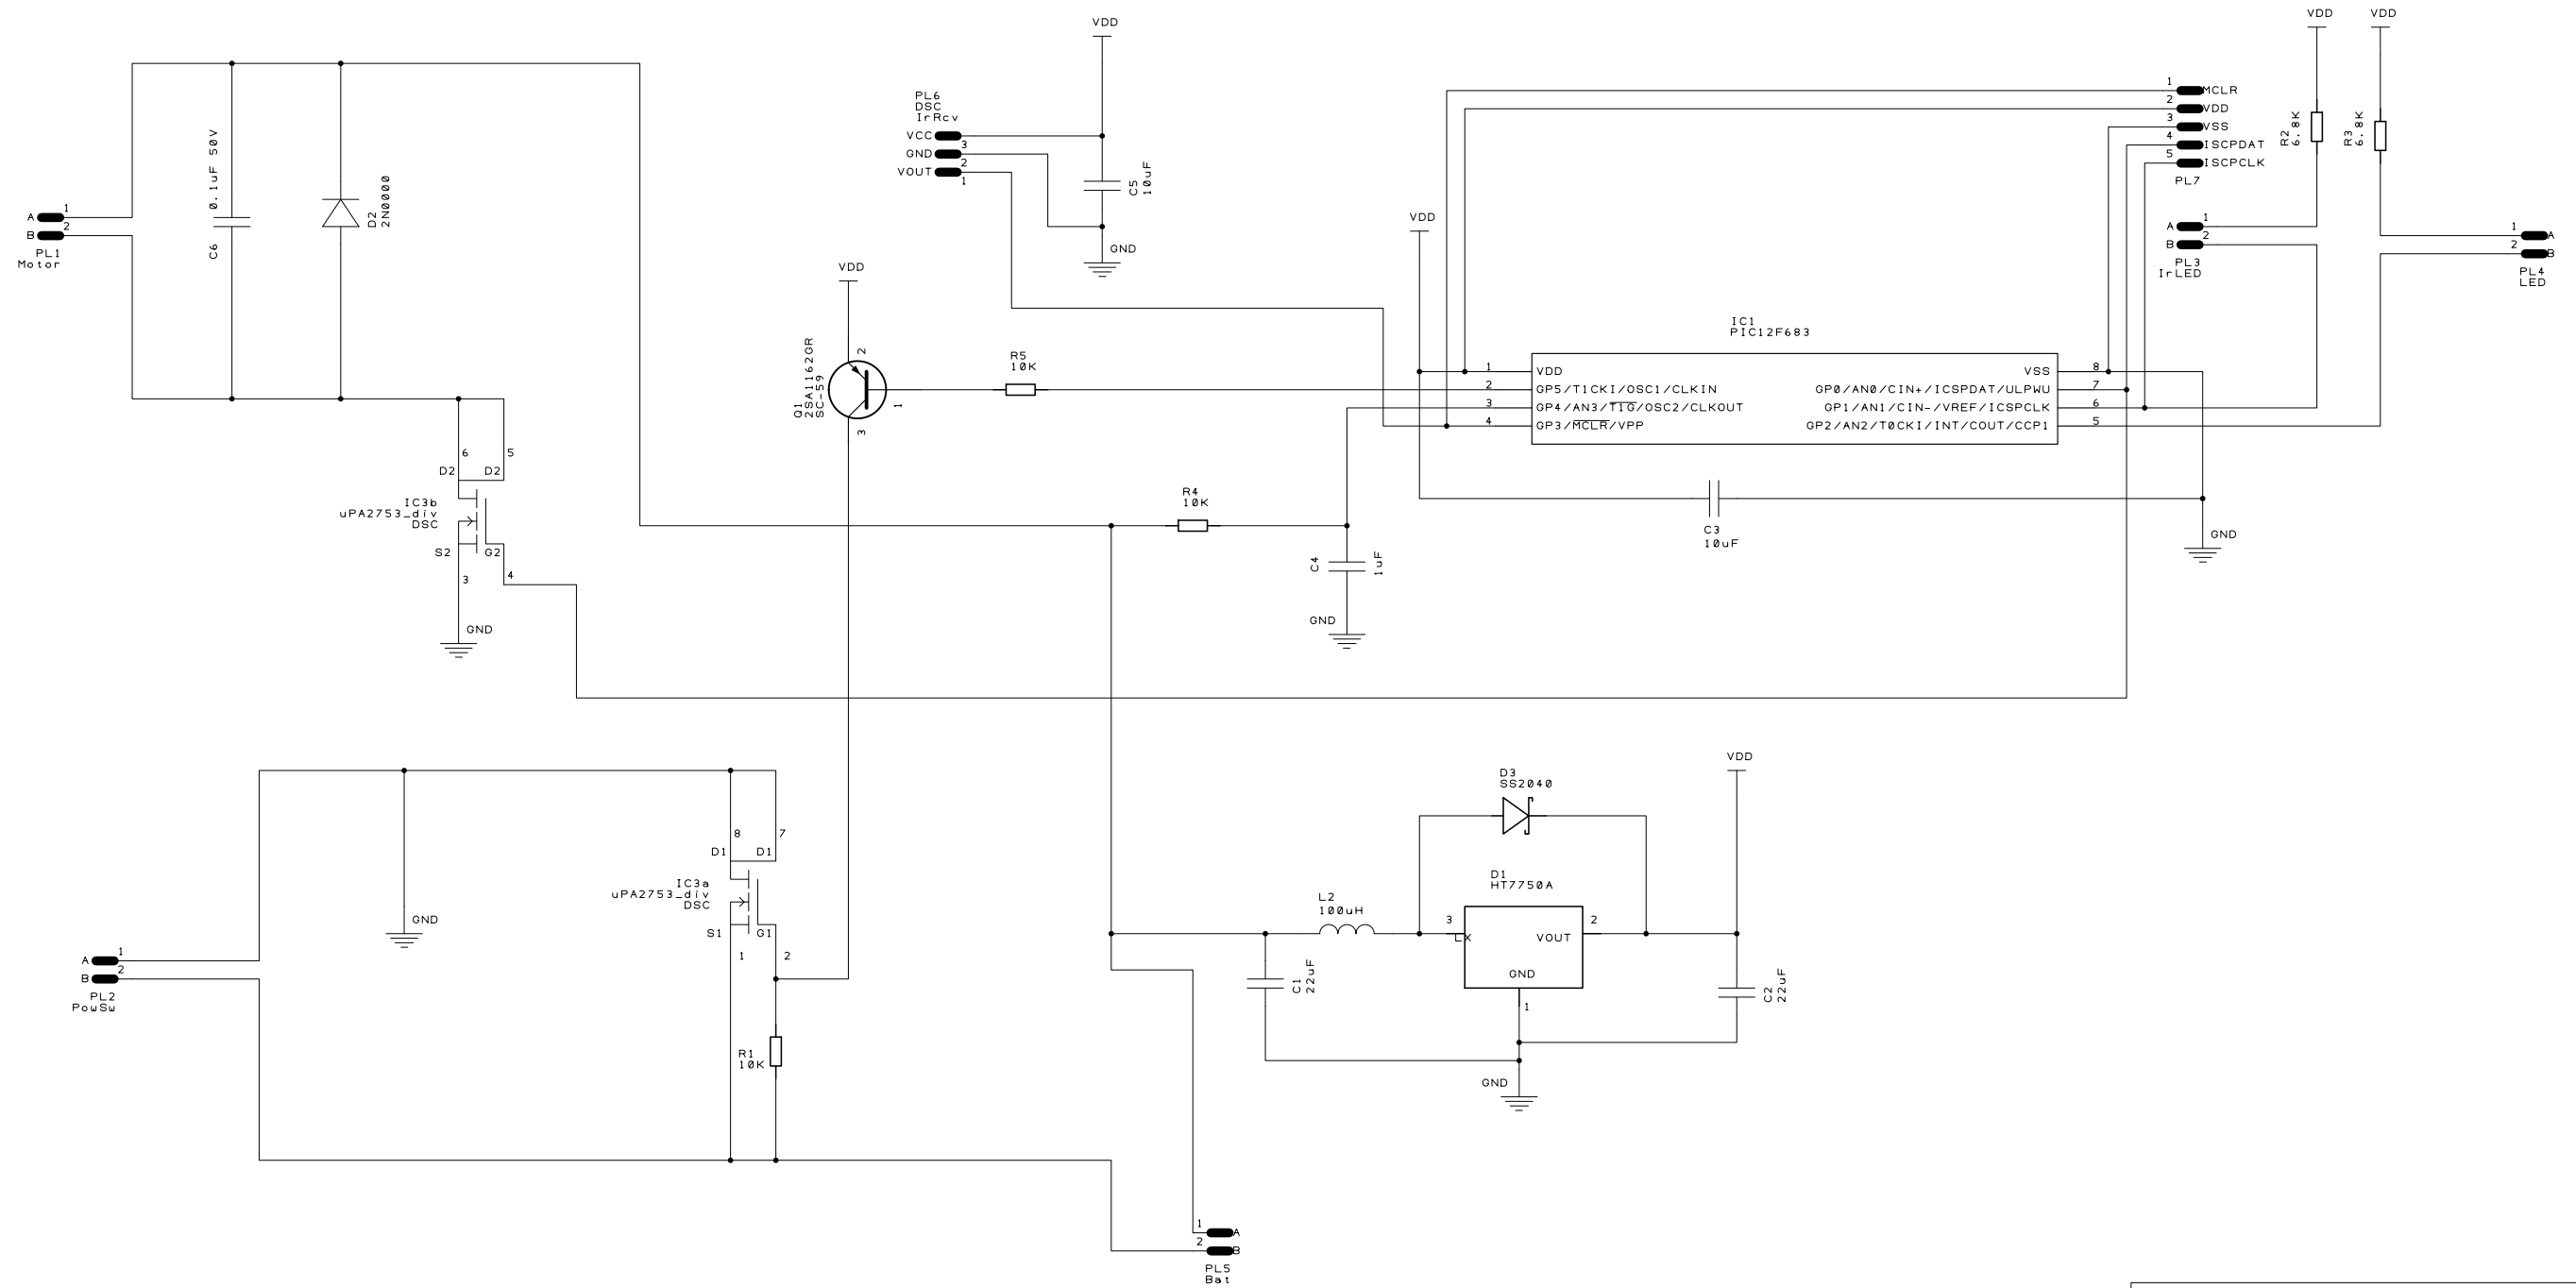 VDD
VDD
VDD
PL6
DSC
IrRcv
VCC
GND
VOUT
3
2
1
C5
10uF
GND
1
2
3
4
5
MCLR
VDD
VSS
ISCPDAT
ISCPCLK
PL7
R2
6.8K
R3
6.8K
0.1uF 50V
C6
D2
2N0000
A
B
1
2
PL1
Motor
A
B
1
2
PL3
IrLED
1
2
A
B
PL4
LED
VDD
VDD
Q1
2SA1162GR
SC-59
2
1
3
R5
10K
IC1
PIC12F683
1
2
3
4
VDD
GP5/T1CKI/OSC1/CLKIN
GP4/AN3/T1G/OSC2/CLKOUT
GP3/MCLR/VPP
VSS
GP0/AN0/CIN+/ICSPDAT/ULPWU
GP1/AN1/CIN-/VREF/ICSPCLK
GP2/AN2/T0CKI/INT/COUT/CCP1
8
7
6
5
6
5
D2
D2
IC3b
uPA2753_div
DSC
S2
G2
3
4
GND
R4
10K
C4
1uF
GND
C3
10uF
GND
VDD
D3
SS2040
8
7
D1
D1
IC3a
uPA2753_div
DSC
S1
G1
1
2
GND
A
B
1
2
PL2
PowSw
R1
10K
L2
100uH
D1
HT7750A
3
LX
VOUT
2
GND
1
C1
22uF
C2
22uF
GND
1
2
A
B
PL5
Bat